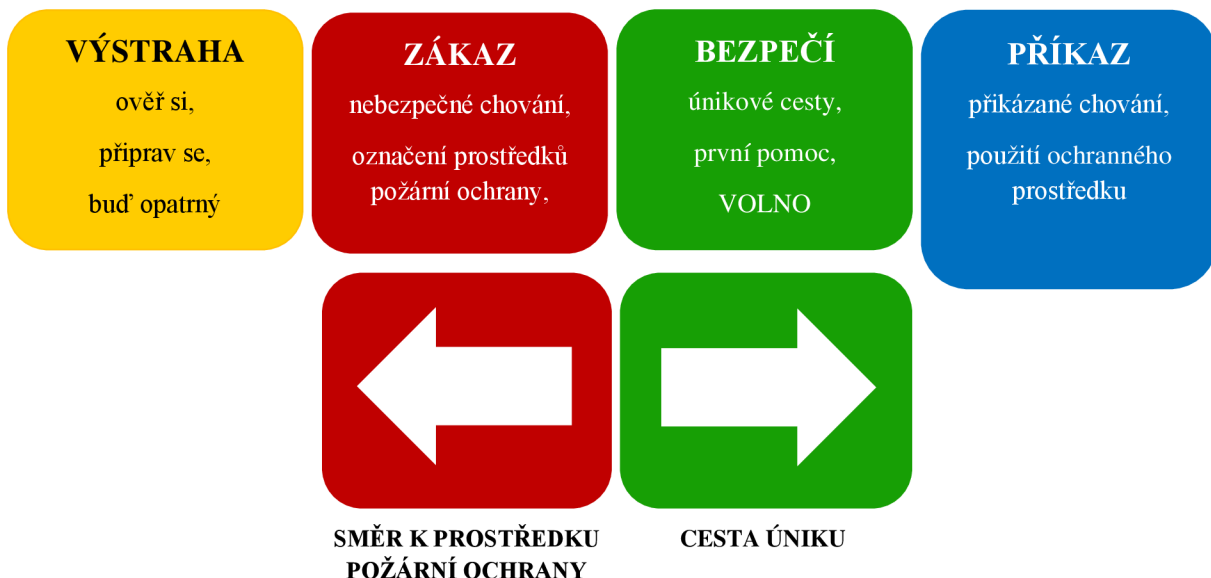 VÝSTRAHA
ověř si,
připrav se,
buď opatrný
ZÁKAZ
nebezpečné chování,
označení prostředků
požární ochrany,
BEZPEČÍ
únikové cesty,
první pomoc,
VOLNO
PŘÍKAZ
přikázané chování,
použití ochranného
prostředku
SMĚR K PROSTŘEDKU
POŽÁRNÍ OCHRANY
CESTA ÚNIKU